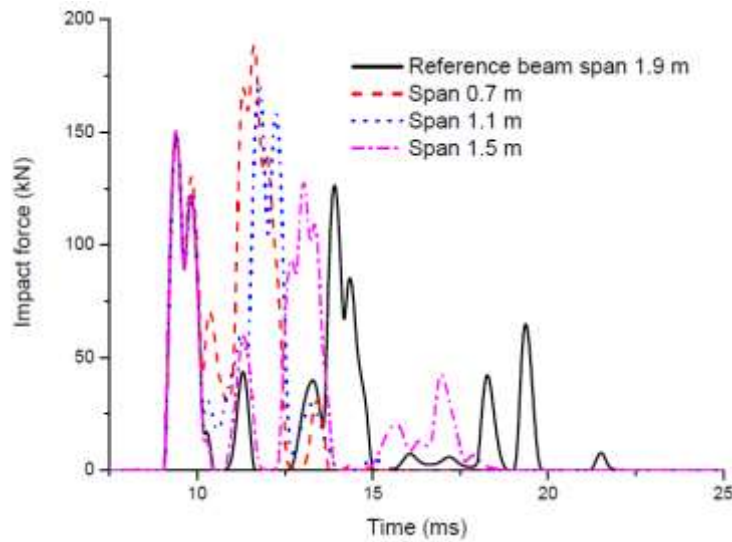 200
150
100
50
0
Impact force (kN)
Reference beam span 1.9 m
Span 0.7 m
Span 1.1 m
Span 1.5 m
10
15
20
25
Time (ms)